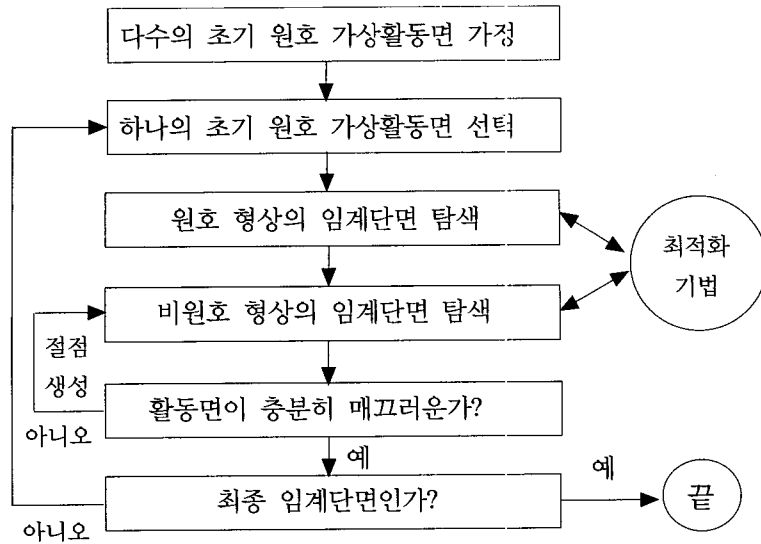 다수의 초기 원호 가상활동면 가정
하나의 초기 원호 가상활동면 선택
원호 형상의 임계단면 탐색
최적화
기법
비원호 형상의 임계단면 탐색
절점
생성
활동면이 충분히 매끄러운가?
아니오
예
최종 임계단면인가?
예
끝
아니오